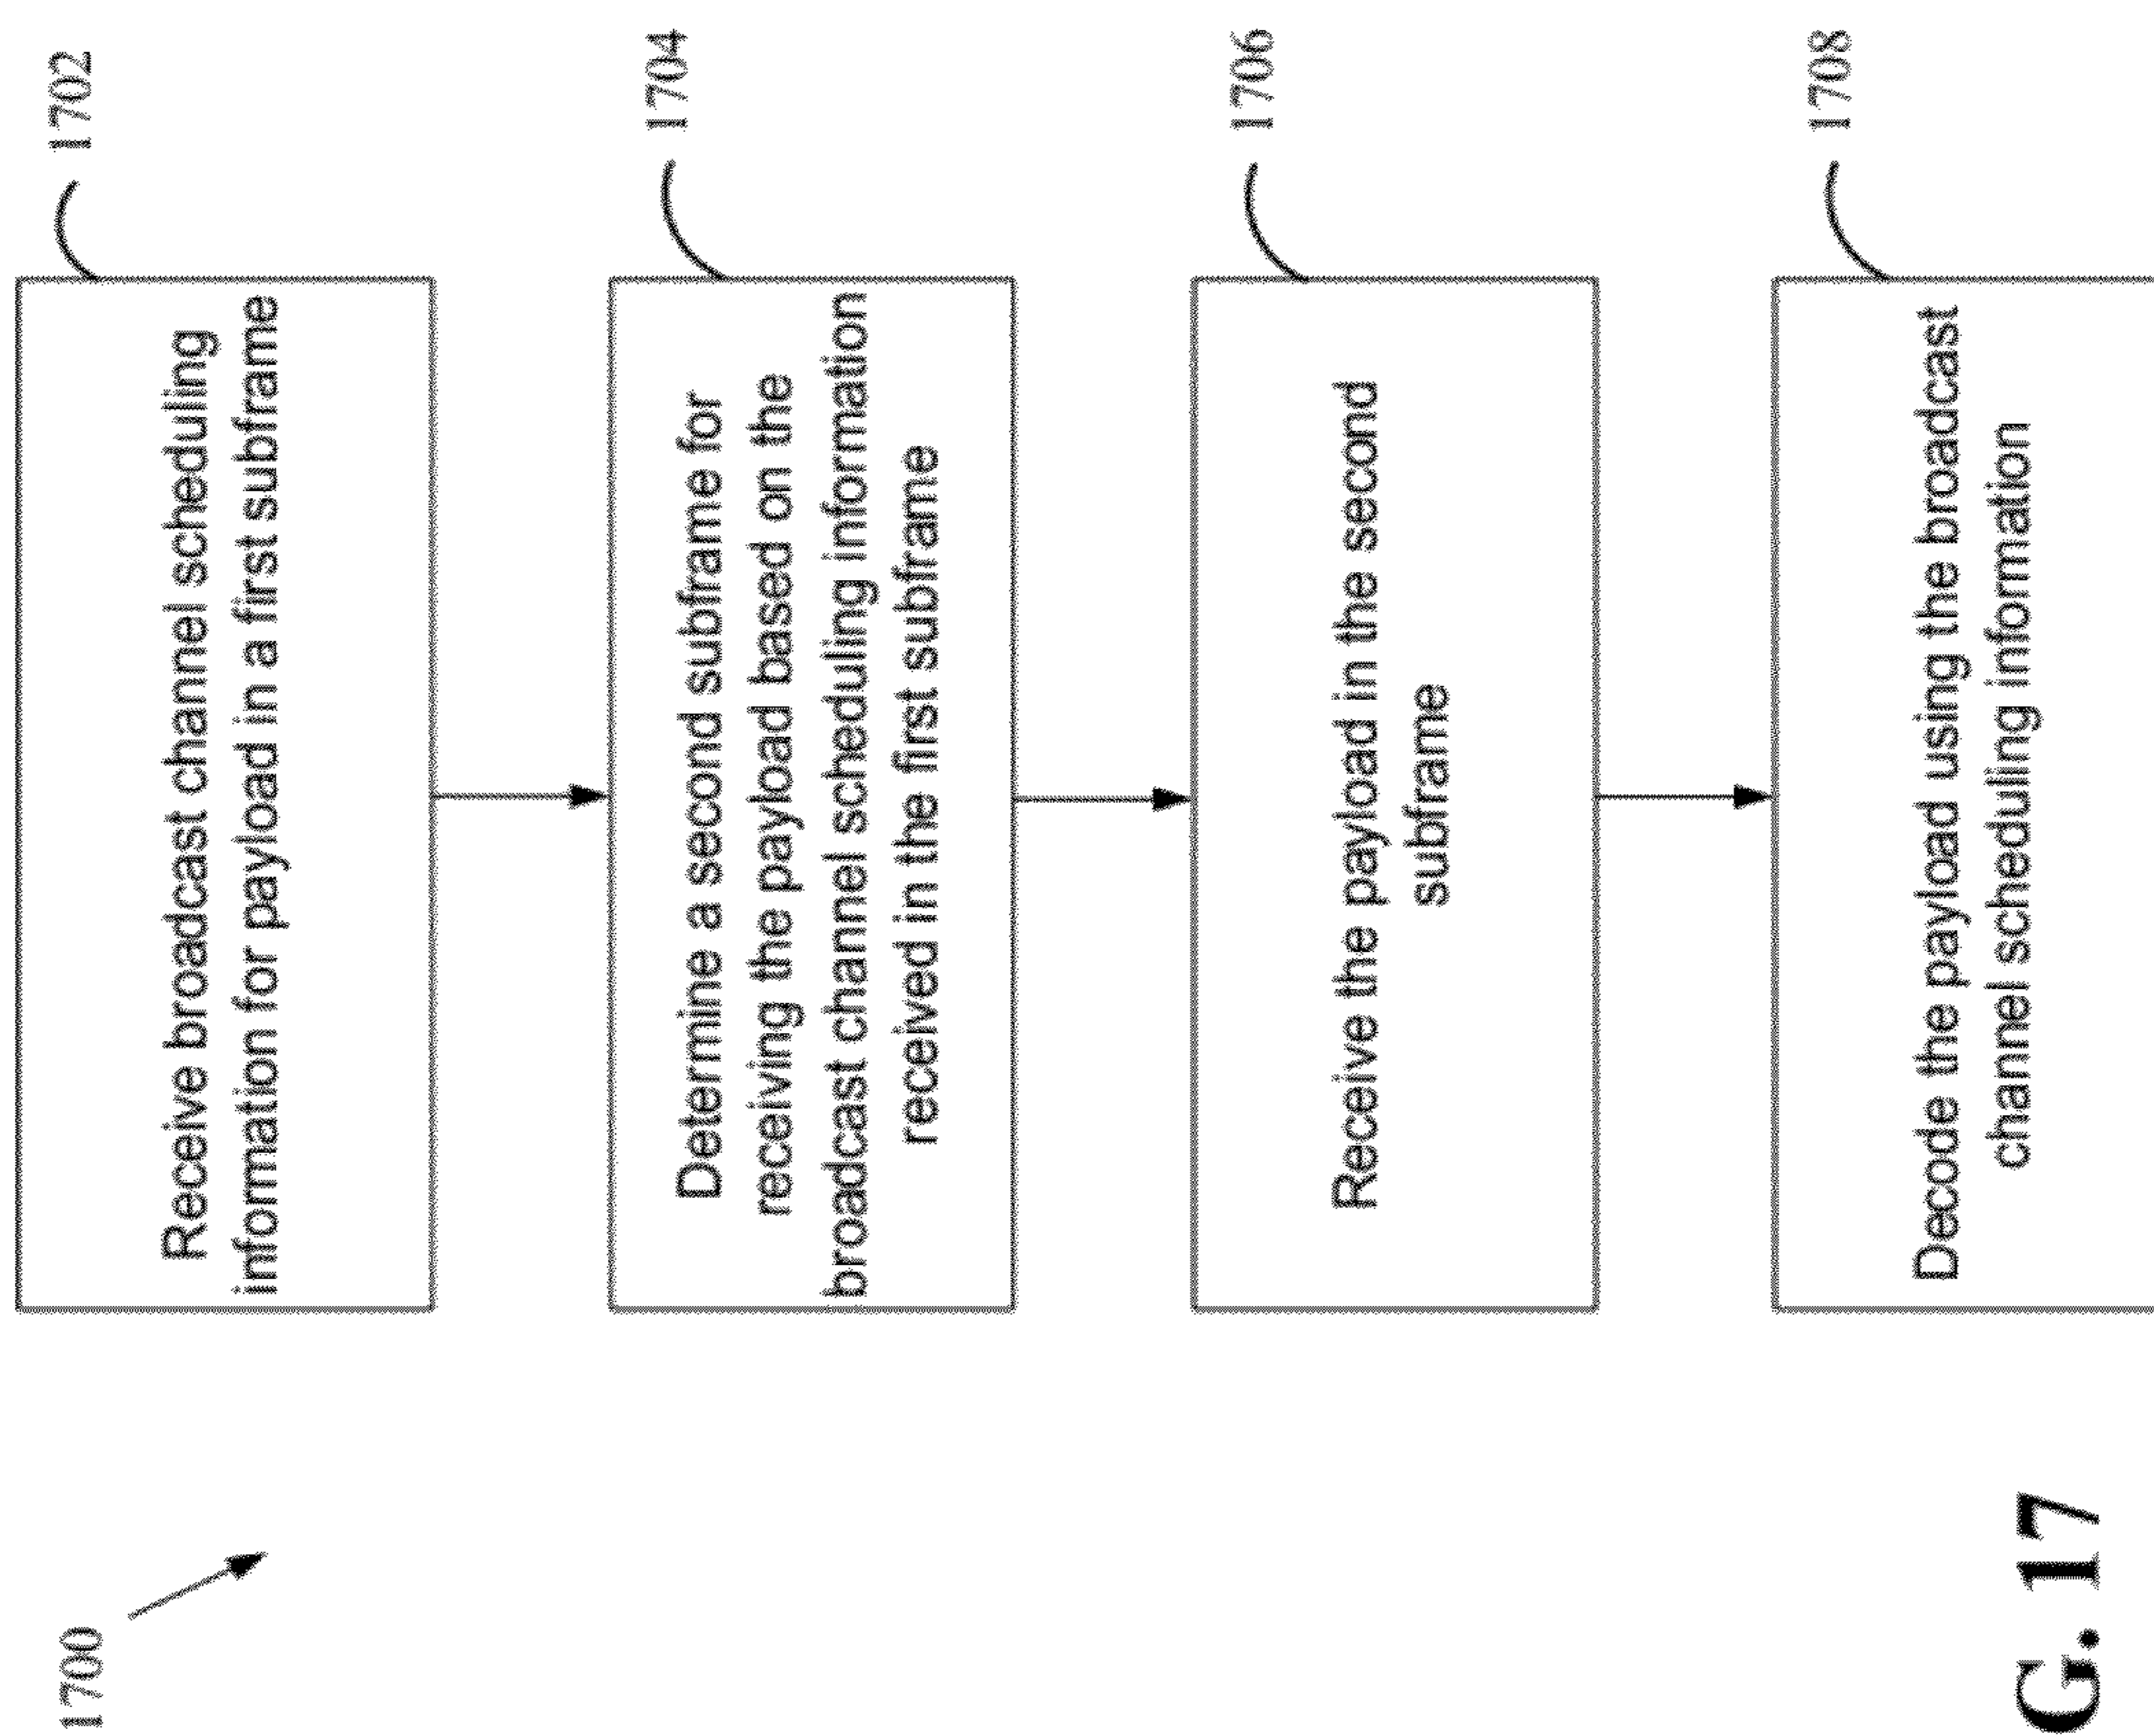 1700
1702
Receive broadcast channel scheduling
information for payload in a first subframe
1704
Determine a second subframe for
receiving the payload based on the
broadcast channel scheduling information
received in the first subframe
1706
Receive the payload in the second
subframe
1708
Decode the payload using the broadcast
channel scheduling information
G. 17